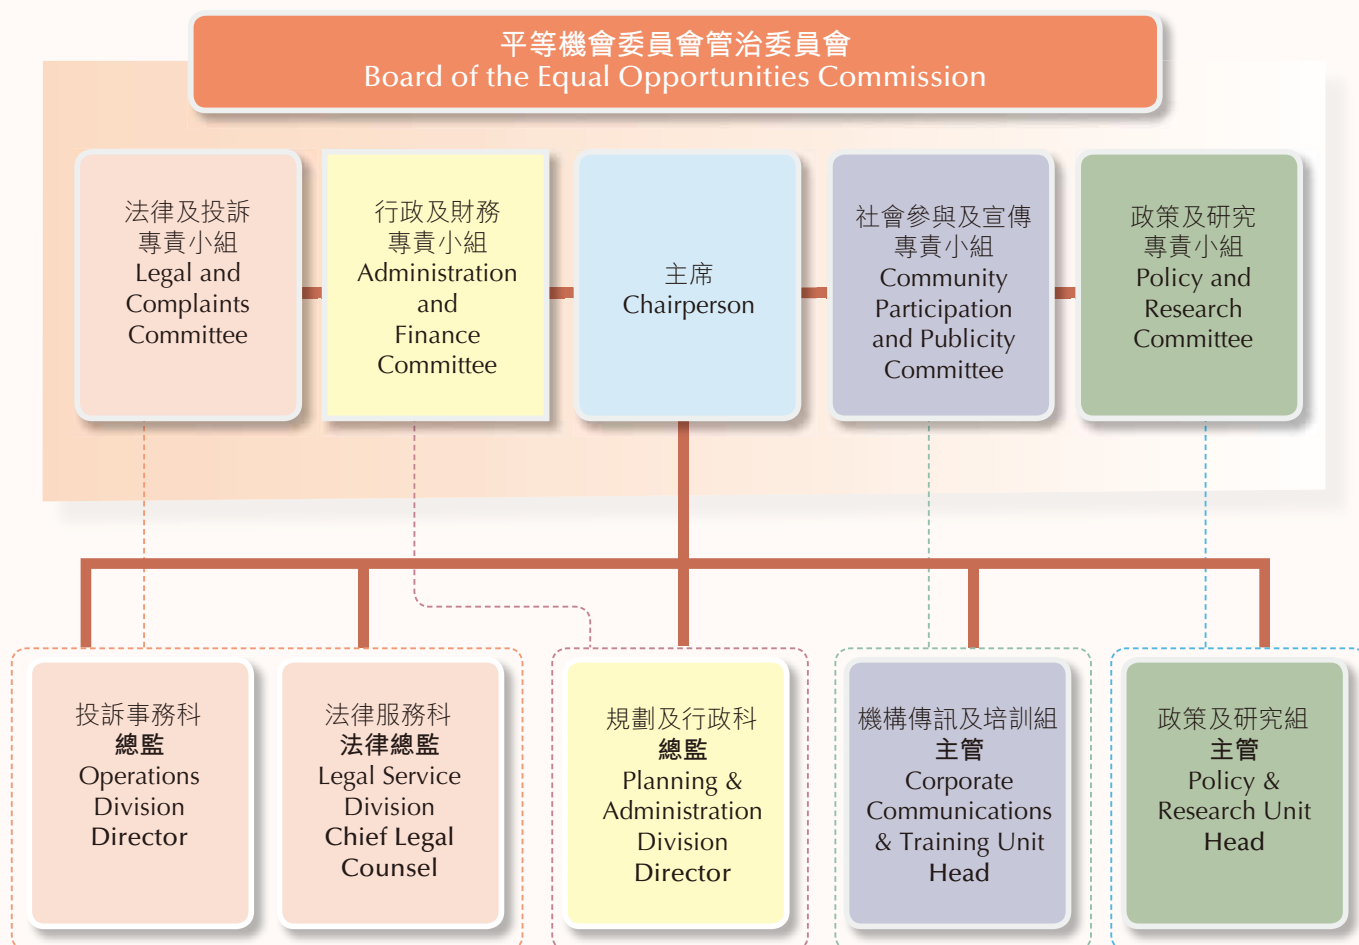 平等機會委員會管治委員會
Board of the Equal Opportunities Commission
法律及投訴
專責小組
Legal and
Complaints
Committee
行政及財務
專責小組
Administration
and
Finance
Committee
主席
Chairperson
社會參與及宣傳
專責小組
Community
Participation
and Publicity
Committee
政策及研究
專責小組
Policy and
Research
Committee
投訴事務科
總監
Operations
Division
Director
法律服務科
法律總監
Legal Service
Division
Chief Legal
Counsel
規劃及行政科
總監
Planning &
Administration
Division
Director
機構傳訊及培訓組
主管
Corporate
Communications
& Training Unit
Head
政策及研究組
主管
Policy &
Research Unit
Head